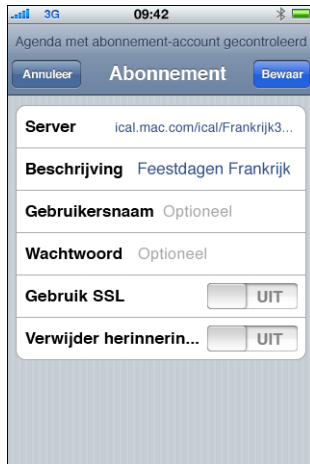 3G 09:42
Agenda met abonnement-account gecontroleerd
Annuleer Abonnement Bewaar
Server ical.mac.com/ical/Frankrijk3...
Beschrijving Feestdagen Frankrijk
Gebruikersnaam Optioneel
Wachtwoord Optioneel
Gebruik SSL UIT
Verwijder herinnerin... UIT